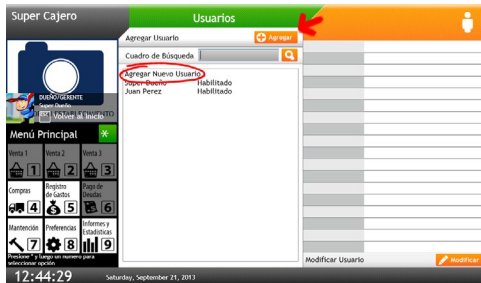 Super Cajero
Usuarios
Agregar Usuario
Agregar
Cuadro de Búsqueda
Agregar Nuevo Usuario
Super Dueño Habilitado
Juan Perez Habilitado
DUEÑO/GERENTE
Super Dueño
Volver al Inicio
Menú Principal *
Venta 1 Venta 2 Venta 3
1 2 3
Compras Registro de Gastos Pago de Deudas
4 5 6
Mantención Preferencias Informes y Estadísticas
7 8 9
Presione * y luego un numero para
seleccionar opción
Modificar Usuario
Modificar
12:44:29
Saturday, September 21, 2013